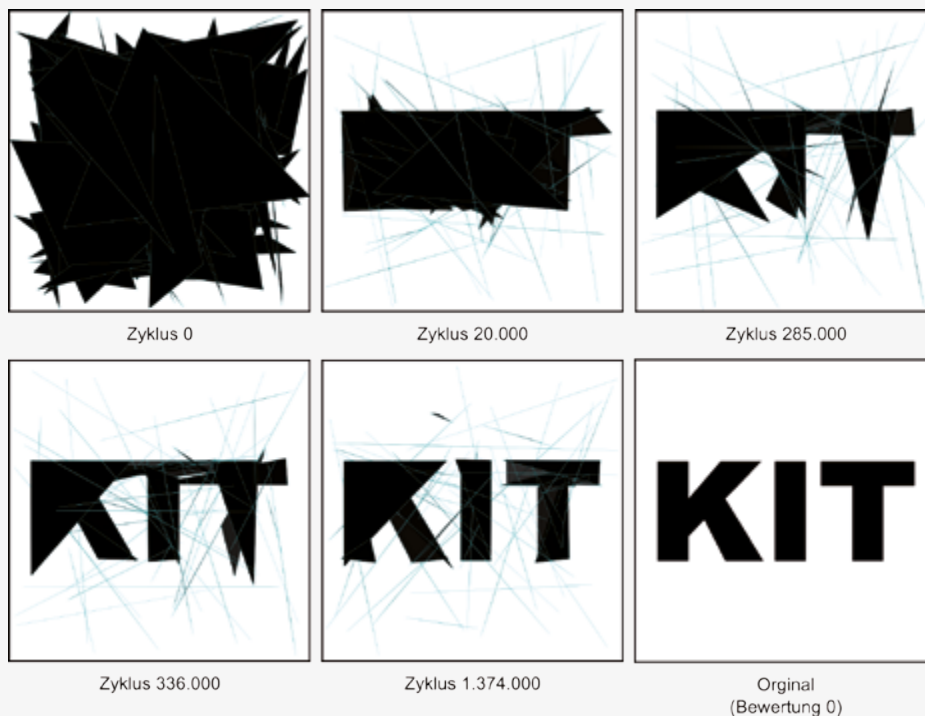 Zyklus 0
Zyklus 20.000
Zyklus 285.000
KIT
KIT
Zyklus 336.000
Zyklus 1.374.000
Orginal
(Bewertung 0)